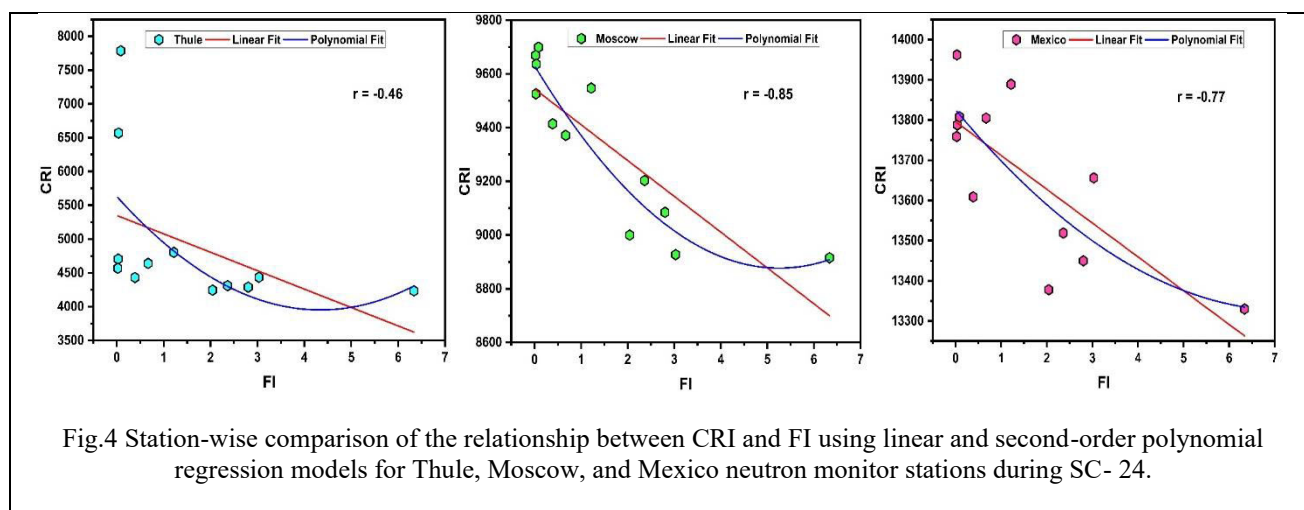 Thule Linear Fit Polynomial Fit
r = -0.46
CRI
8000
7500
7000
6500
6000
5500
5000
4500
4000
3500
0 1 2 3 4 5 6 7
FI
Moscow Linear Fit Polynomial Fit
r = -0.85
CRI
9800
9600
9400
9200
9000
8800
8600
0 1 2 3 4 5 6 7
FI
Mexico Linear Fit Polynomial Fit
r = -0.77
CRI
14000
13900
13800
13700
13600
13500
13400
13300
0 1 2 3 4 5 6 7
FI
Fig.4 Station-wise comparison of the relationship between CRI and FI using linear and second-order polynomial
regression models for Thule, Moscow, and Mexico neutron monitor stations during SC- 24.